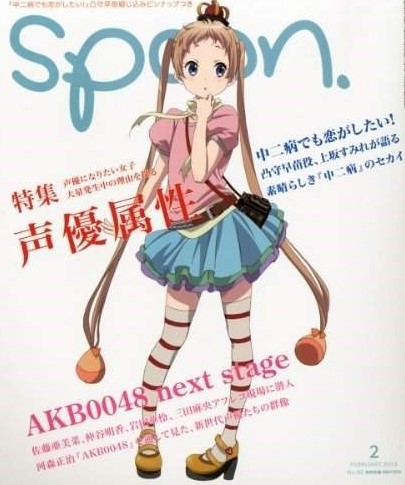 「中二病でも恋がしたい!」凸守早苗綴じ込みピンナップつき
spoon.
中二病でも恋がしたい!
凸守早苗役、上坂すみれが語る
素晴らしき『中二病』のセカイ
特集
声優になりたい女子
大量発生中の理由を探る
声優属性
AKB0048 next stage
佐藤亜美菜、仲谷明香、岩田華怜、三田麻央アフレコ現場に潜入
河森正治『AKB0048』を通して見た、新世代声優たちの群像
2
FEBRUARY 2013